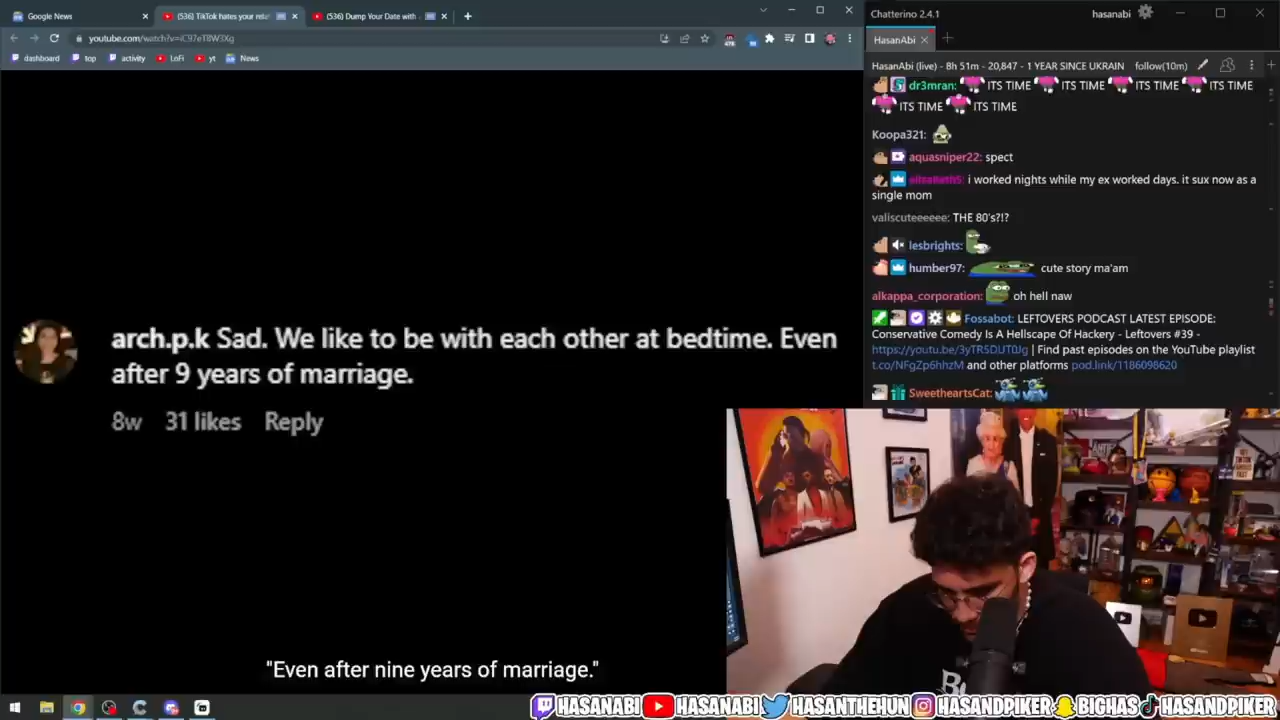 Google News
(536) TikTok hates your rela
(536) Dump Your Date with
youtube.com/watch?v=iC97eT8W3Xg
dashboard top activity LoFi yt News
Chatterino 2.4.1
hasanabi
HasanAbi
HasanAbi (live) - 8h 51m - 20,847 - 1 YEAR SINCE UKRAIN follow(10m)
dr3mran: ITS TIME ITS TIME ITS TIME ITS TIME
ITS TIME ITS TIME
Koopa321:
aquasniper22: spect
i worked nights while my ex worked days. it sux now as a
single mom
valiscuteeeeee: THE 80's?!?
lesbrights:
humber97: cute story ma'am
alkappa_corporation: oh hell naw
Fossabot: LEFTOVERS PODCAST LATEST EPISODE:
Conservative Comedy Is A Hellscape Of Hackery - Leftovers #39 -
https://youtu.be/3yTR5DUT0Jg | Find past episodes on the YouTube playlist
t.co/NFgZp6hhzM and other platforms pod.link/1186098620
SweetheartsCat:
arch.p.k Sad. We like to be with each other at bedtime. Even
after 9 years of marriage.
8w 31 likes Reply
"Even after nine years of marriage."
HASANABI HASANABI HASANTHEHUN HASANDPIKER BIGHAS HASANDPIKER